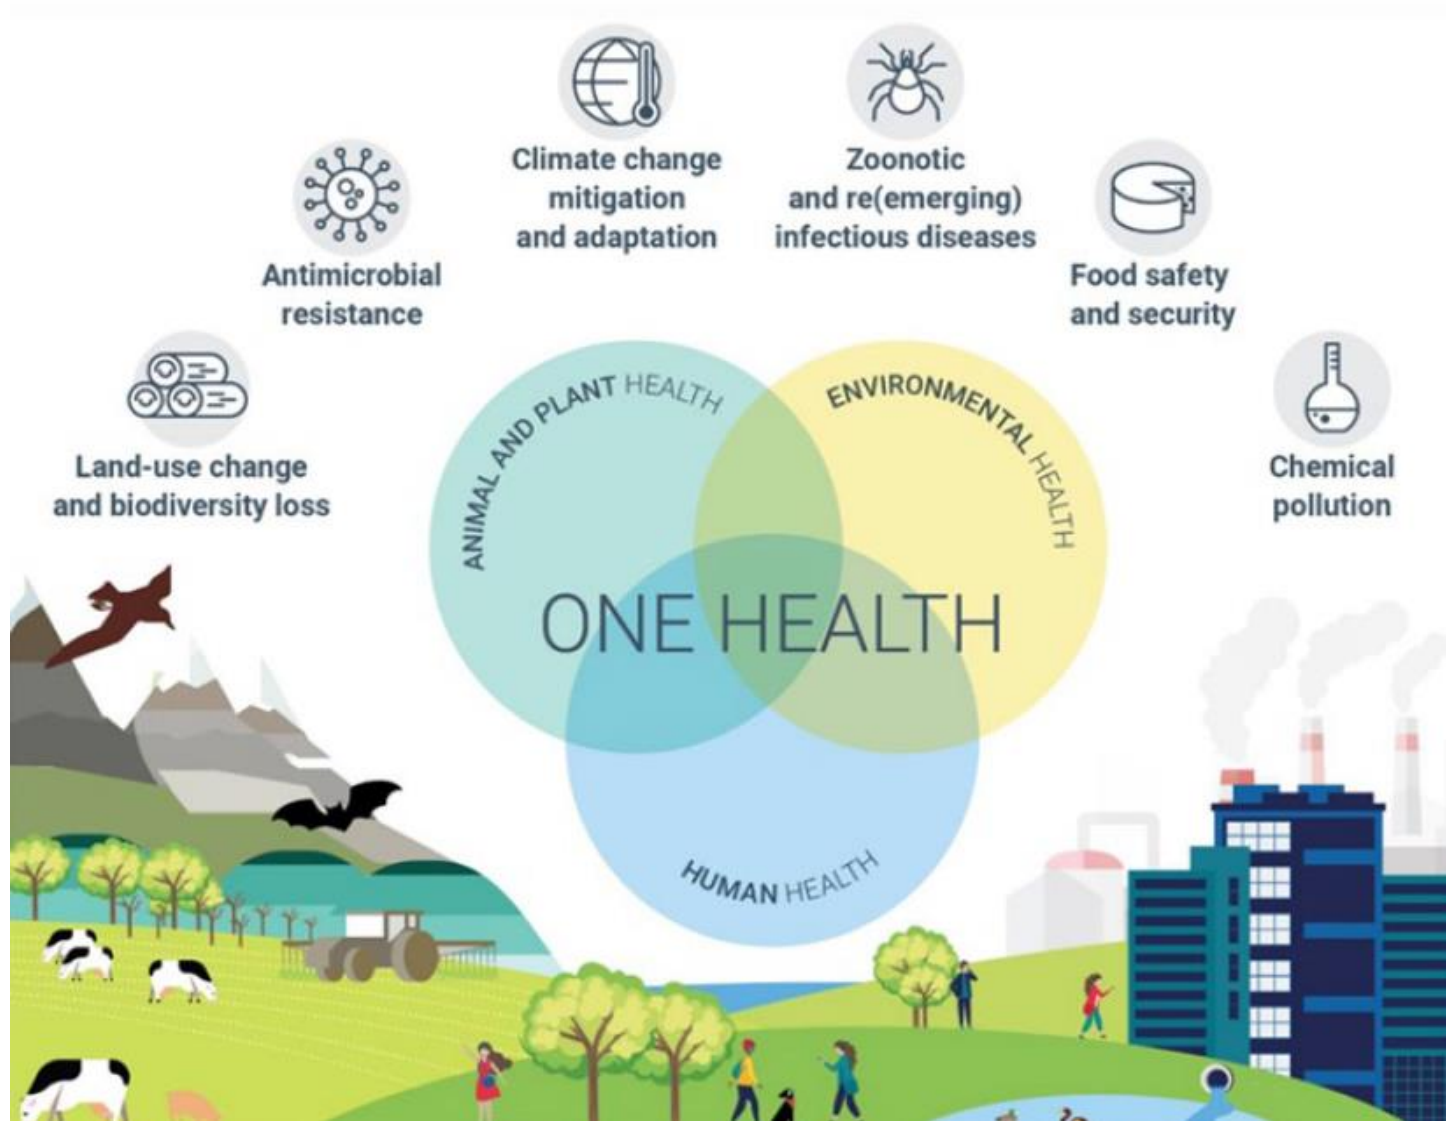 Climate change
mitigation
and adaptation
Zoonotic
and re(emerging)
infectious diseases
Antimicrobial
resistance
Food safety
and security
Land-use change
and biodiversity loss
Chemical
pollution
ANIMAL AND PLANT HEALTH
ENVIRONMENTAL HEALTH
ONE HEALTH
HUMAN HEALTH